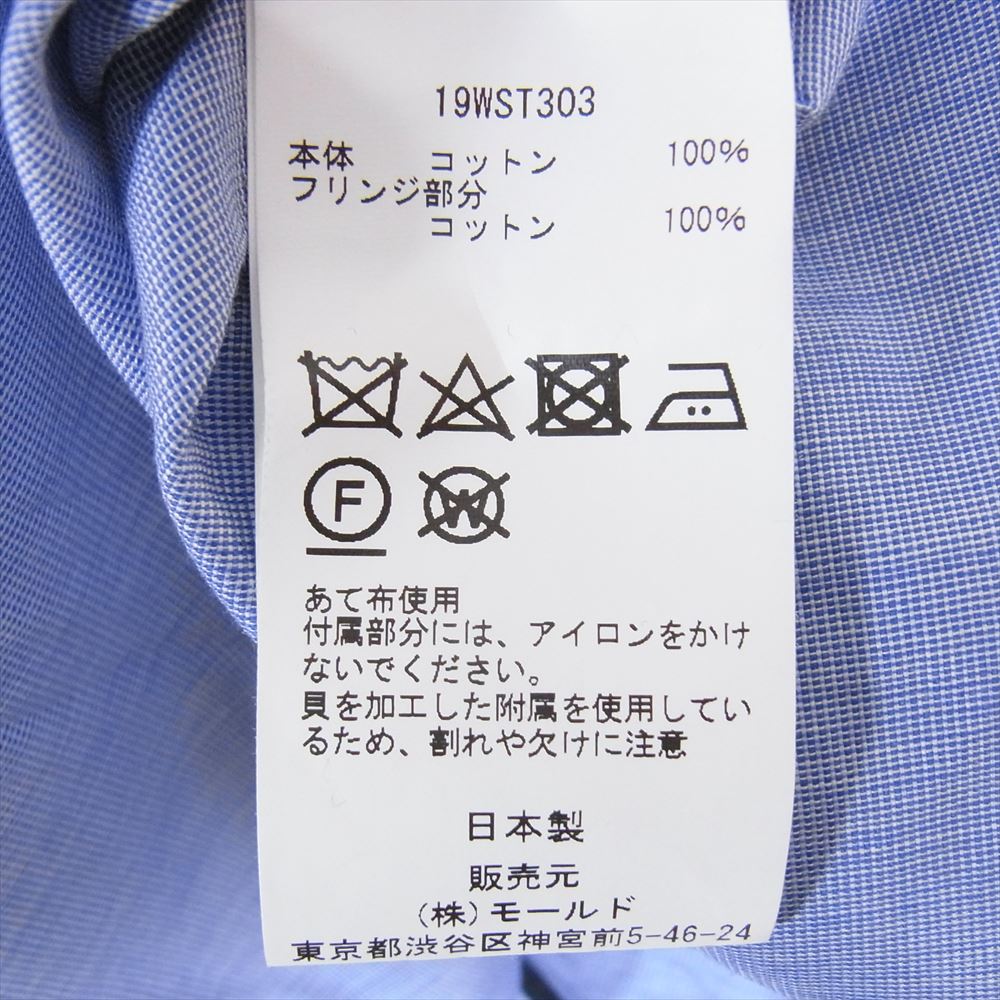 19WST303
本体 コットン 100%
フリンジ部分
コットン 100%
F W
あて布使用
付属部分には、アイロンをかけ
ないでください。
貝を加工した附属を使用してい
るため、割れや欠けに注意
日本製
販売元
(株)モールド
東京都渋谷区神宮前5-46-24